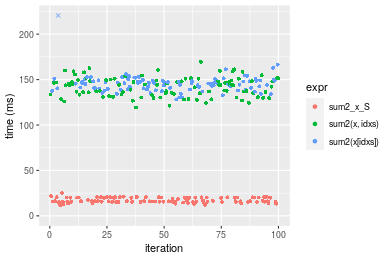 200
150
100
50
0
0
25
50
75
100
time (ms)
iteration
expr
sum2_x_S
sum2(x, idxs)
sum2(x[idxs])